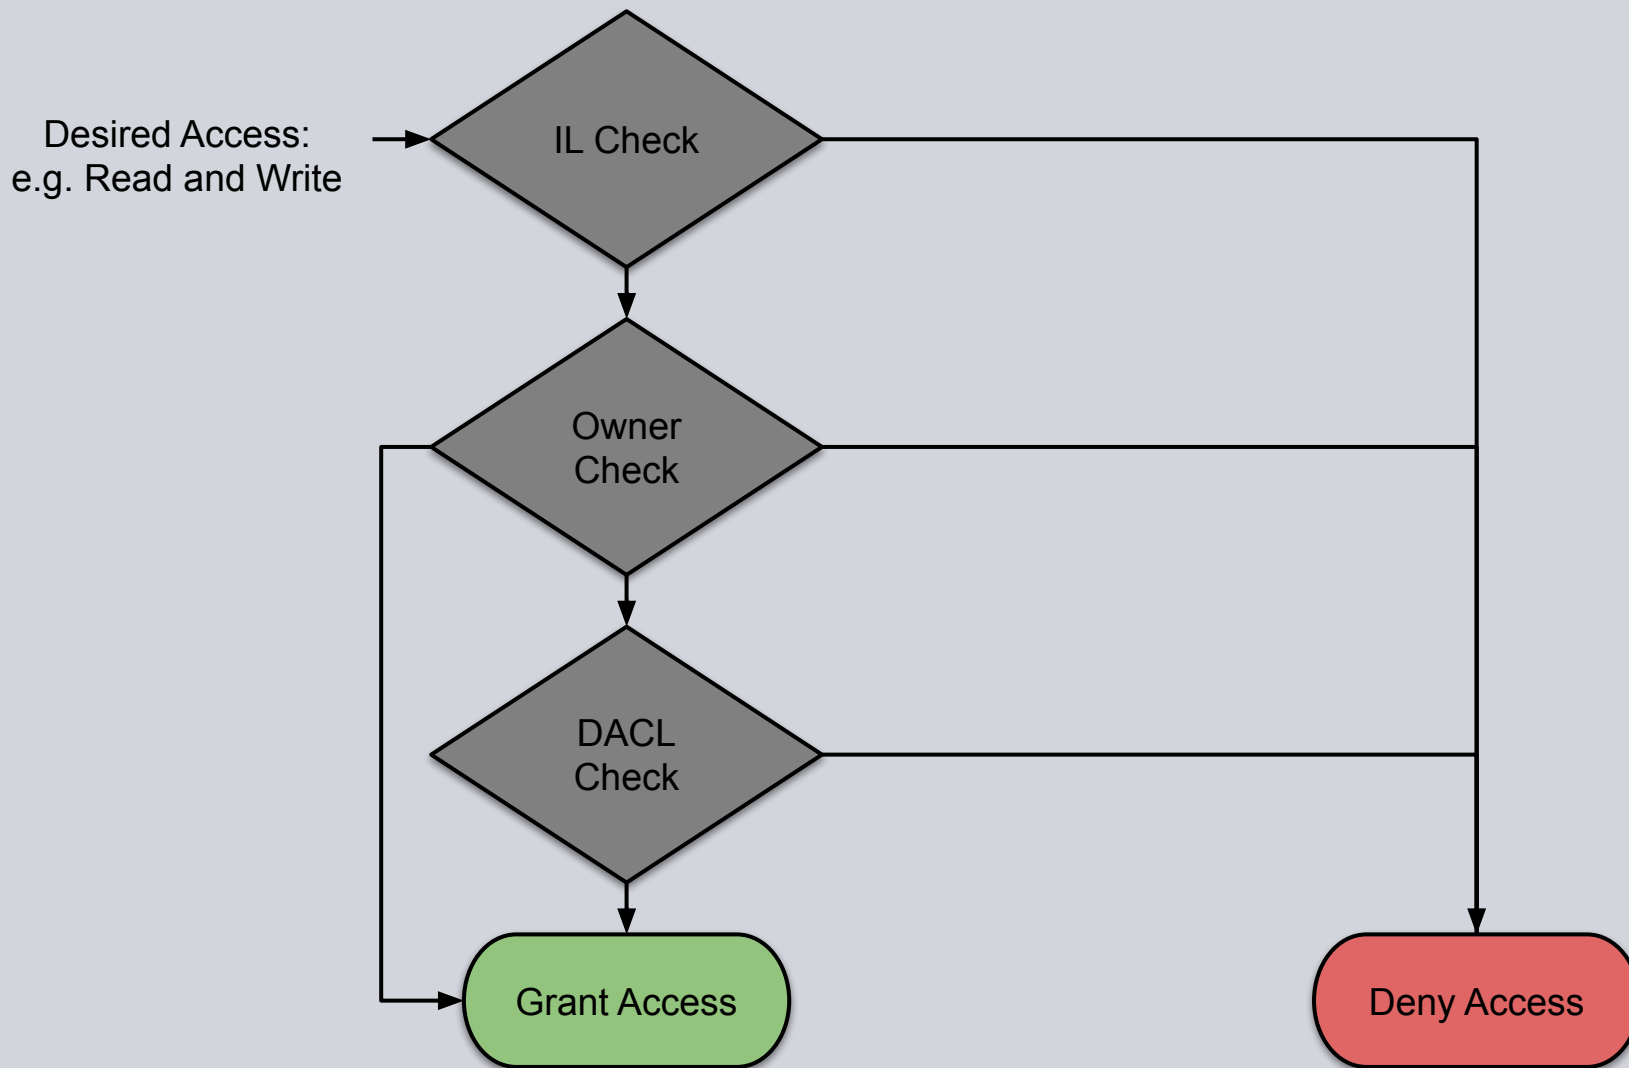 Desired Access:
e.g. Read and Write
IL Check
Owner
Check
DACL
Check
Grant Access
Deny Access